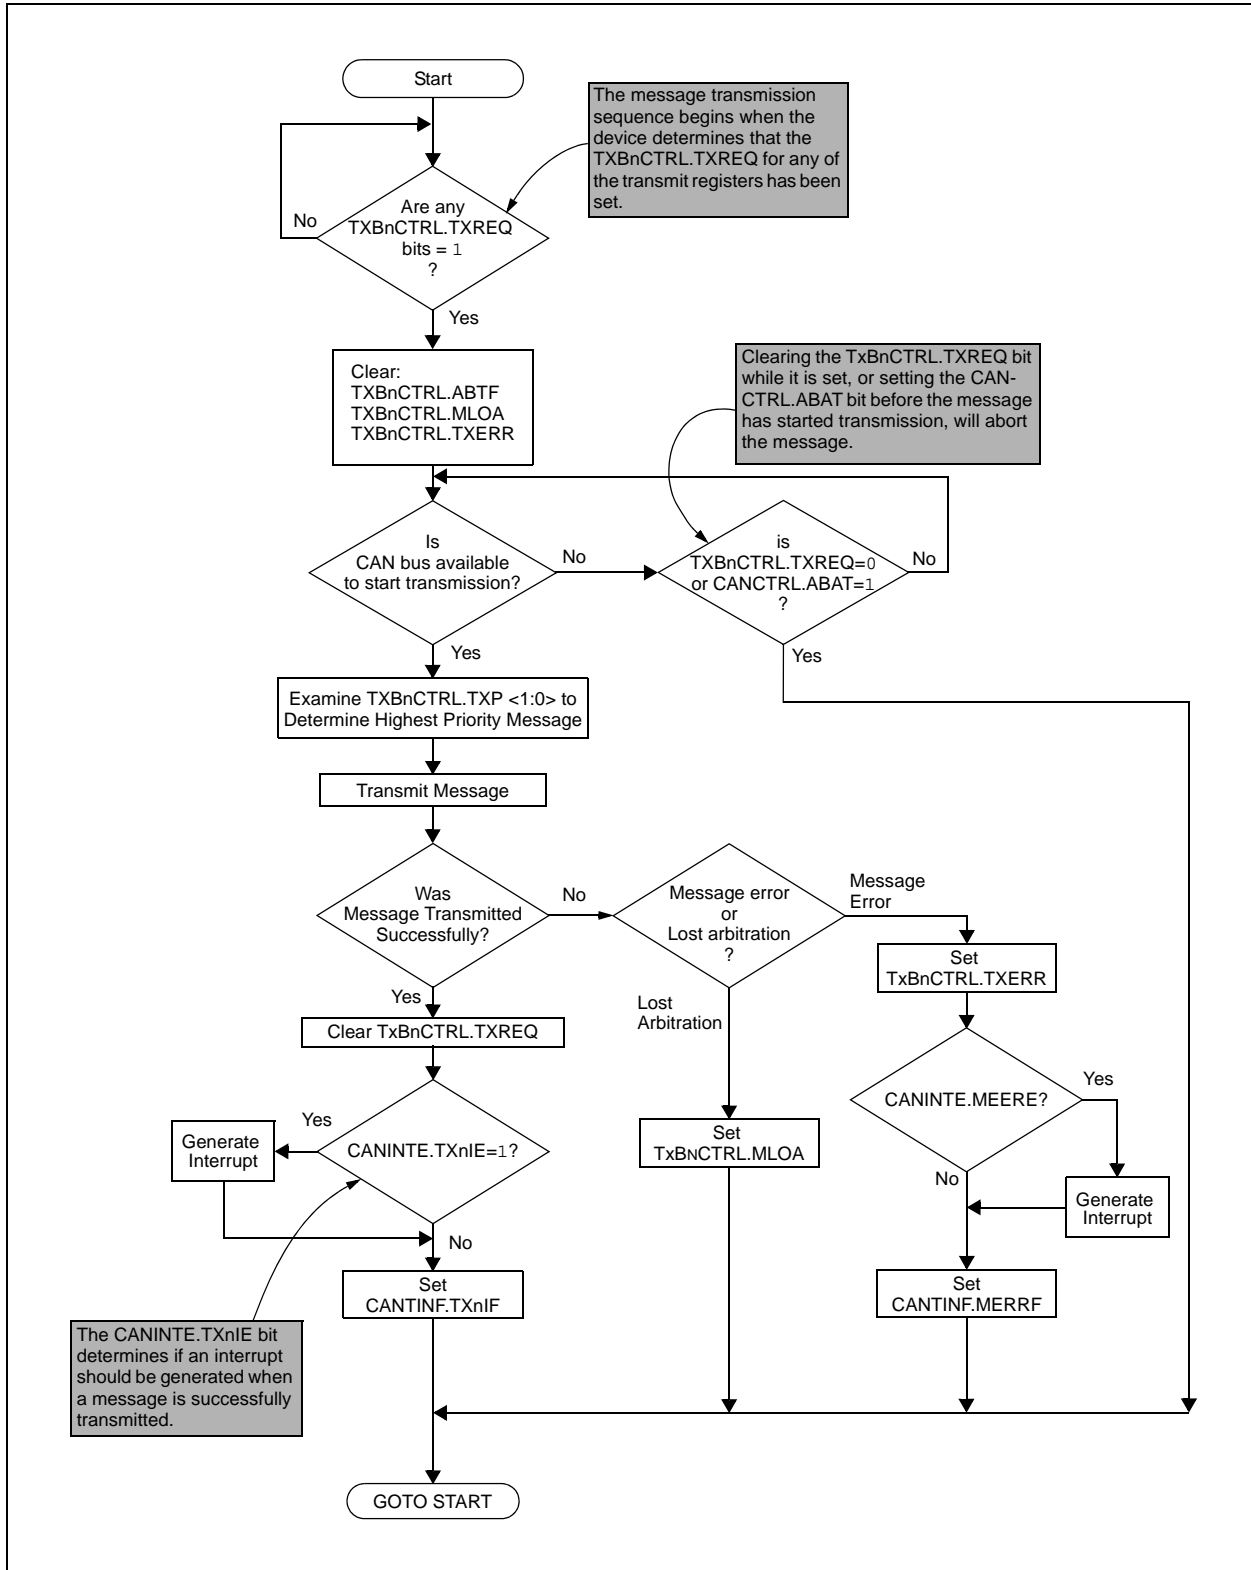 Start
The message transmission
sequence begins when the
device determines that the
TXBnCTRL.TXREQ for any of
the transmit registers has been
set.
Are any
TXBnCTRL.TXREQ
bits = 1
?
No
Yes
Clear:
TXBnCTRL.ABTF
TXBnCTRL.MLOA
TXBnCTRL.TXERR
Clearing the TxBnCTRL.TXREQ bit
while it is set, or setting the CAN-
CTRL.ABAT bit before the message
has started transmission, will abort
the message.
Is
CAN bus available
to start transmission?
No
is
TXBnCTRL.TXREQ=0
or CANCTRL.ABAT=1
?
No
Yes
Yes
Examine TXBnCTRL.TXP <1:0> to
Determine Highest Priority Message
Transmit Message
Was
Message Transmitted
Successfully?
No
Message error
or
Lost arbitration
?
Message
Error
Set
TxBnCTRL.TXERR
Yes
Lost
Arbitration
Clear TxBnCTRL.TXREQ
CANINTE.MEERE?
Yes
Yes
Generate
Interrupt
CANINTE.TXnIE=1?
Set
TxBNCTRL.MLOA
No
Generate
Interrupt
No
Set
CANTINF.TXnIF
Set
CANTINF.MERRF
The CANINTE.TXnIE bit
determines if an interrupt
should be generated when
a message is successfully
transmitted.
GOTO START